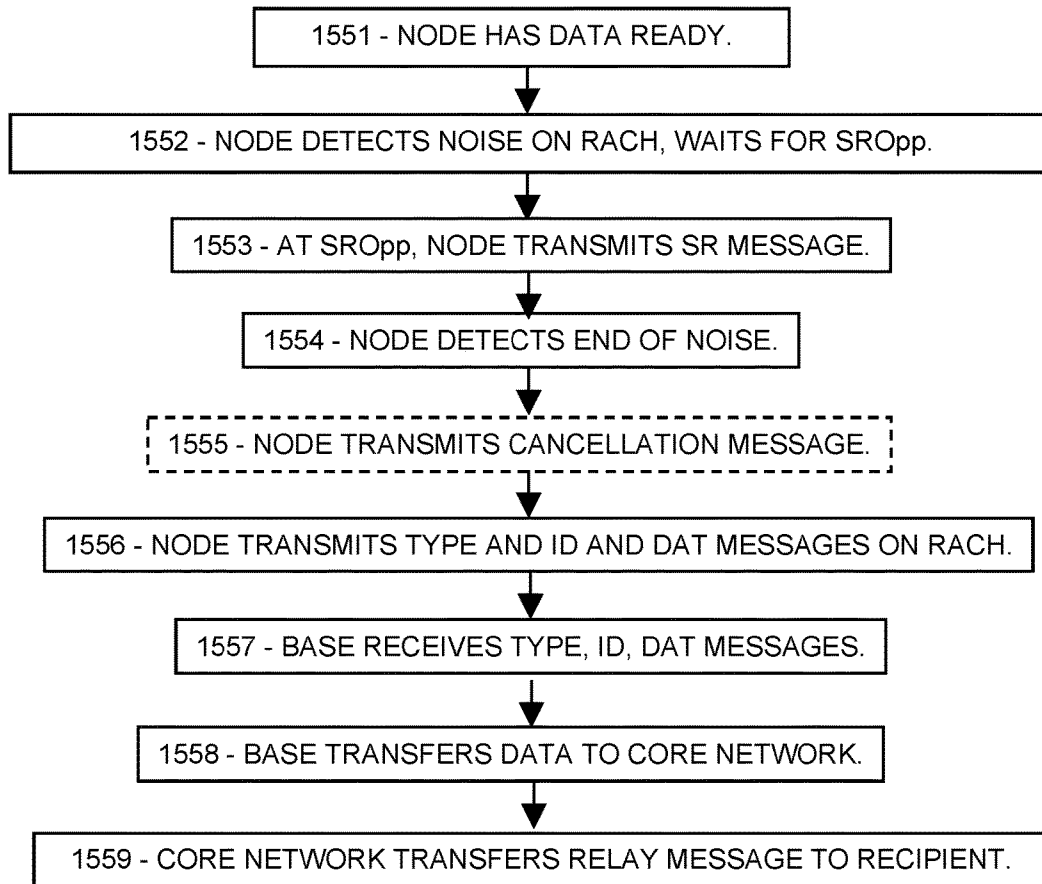 1551 - NODE HAS DATA READY.
1552 - NODE DETECTS NOISE ON RACH, WAITS FOR SROpp.
1553 - AT SROpp, NODE TRANSMITS SR MESSAGE.
1554 - NODE DETECTS END OF NOISE.
1555 - NODE TRANSMITS CANCELLATION MESSAGE.
1556 - NODE TRANSMITS TYPE AND ID AND DAT MESSAGES ON RACH.
1557 - BASE RECEIVES TYPE, ID, DAT MESSAGES.
1558 - BASE TRANSFERS DATA TO CORE NETWORK.
1559 - CORE NETWORK TRANSFERS RELAY MESSAGE TO RECIPIENT.